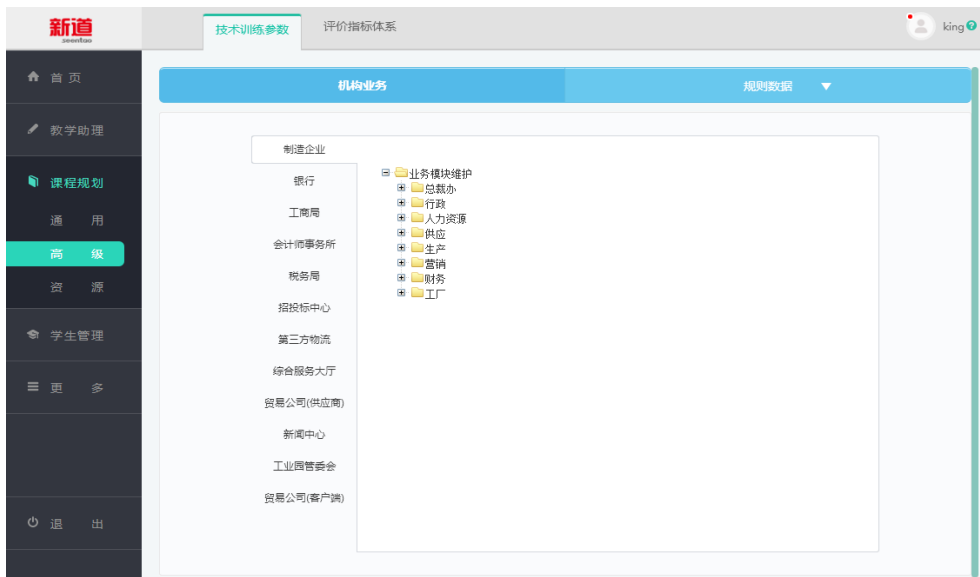 新道
seentao
技术训练参数
评价指标体系
king
首 页
教学助理
课程规划
通 用
高 级
资 源
学生管理
更 多
退 出
机构业务
规则数据
制造企业
银行
工商局
会计师事务所
税务局
招投标中心
第三方物流
综合服务大厅
贸易公司(供应商)
新闻中心
工业园管委会
贸易公司(客户端)
业务模块维护
总裁办
行政
人力资源
供应
生产
营销
财务
工厂